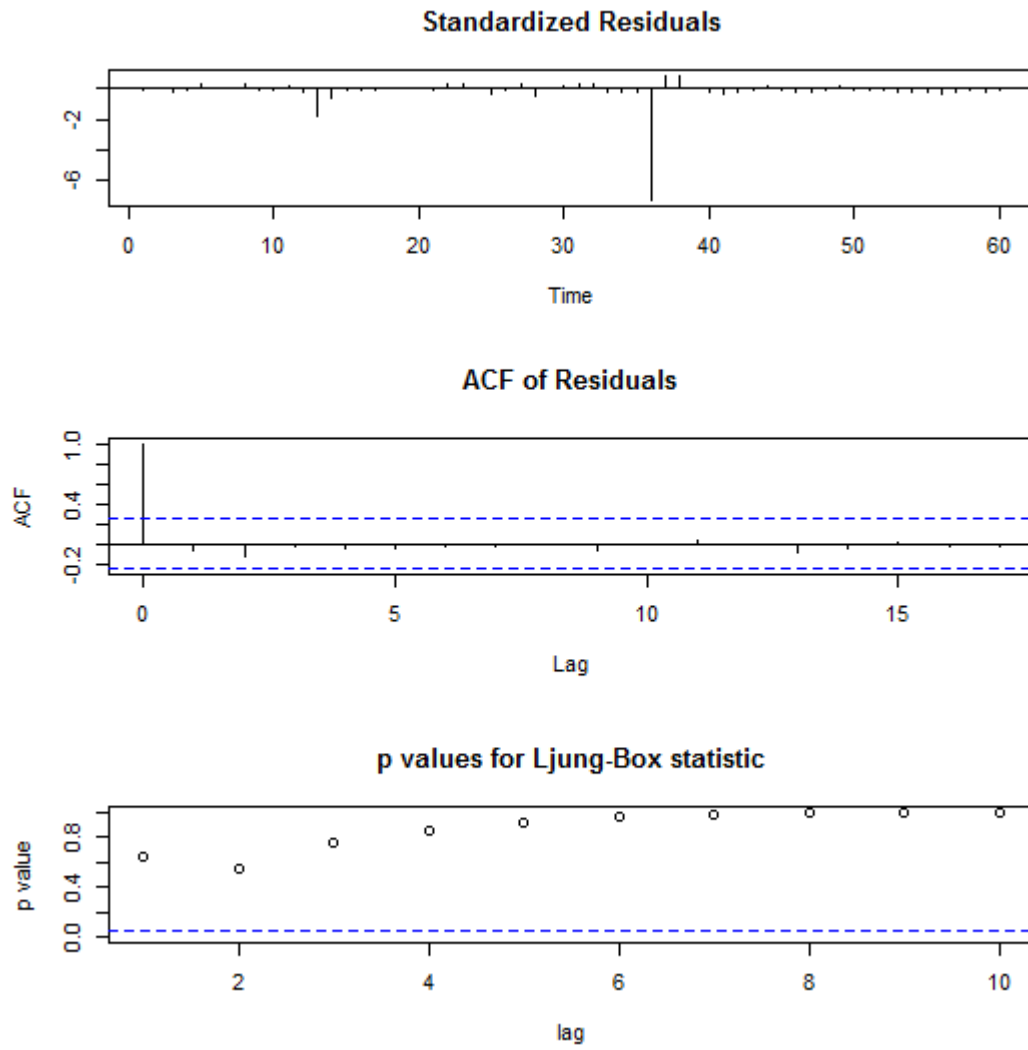 Standardized Residuals
-2
-6
0 10 20 30 40 50 60
Time
ACF of Residuals
1.0
0.4
-0.2
ACF
0 5 10 15
Lag
p values for Ljung-Box statistic
0.8
0.4
0.0
p value
2 4 6 8 10
lag